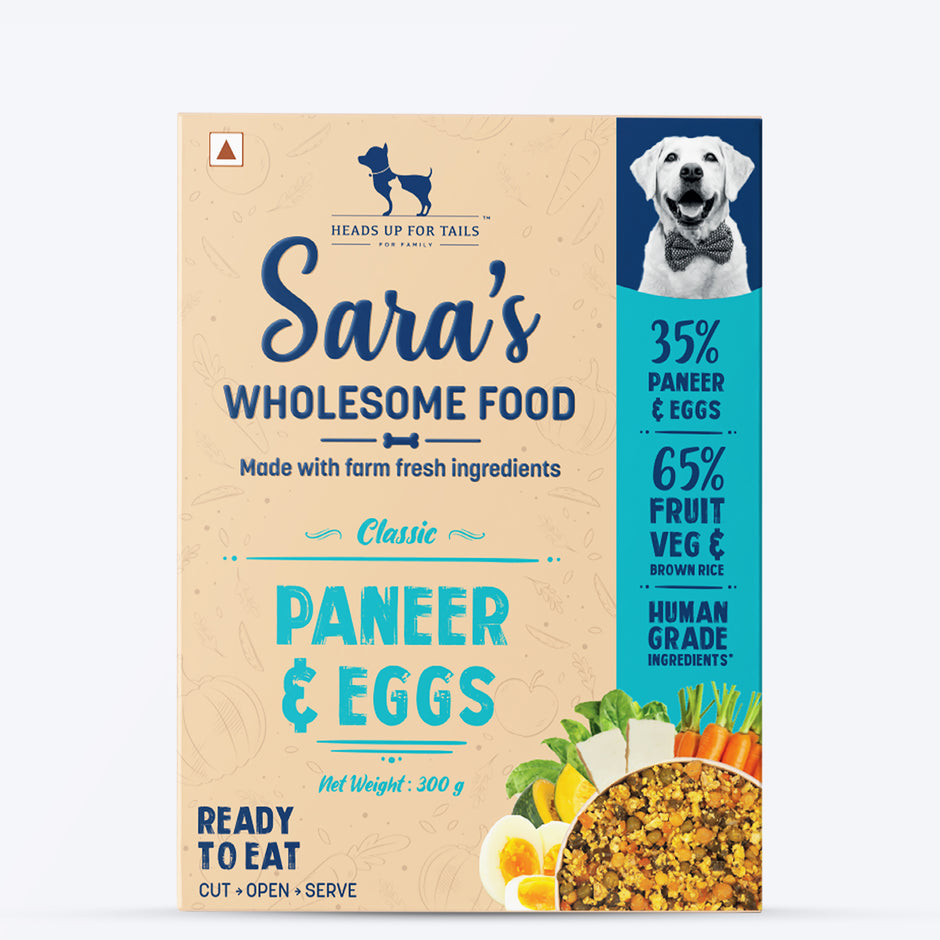 HEADS UP FOR TAILS™
FOR FAMILY
Sara's
WHOLESOME FOOD
Made with farm fresh ingredients
Classic
PANEER
& EGGS
Net Weight : 300 g
READY
TO EAT
CUT → OPEN → SERVE
35%
PANEER
& EGGS
65%
FRUIT
VEG &
BROWN RICE
HUMAN
GRADE
INGREDIENTS*